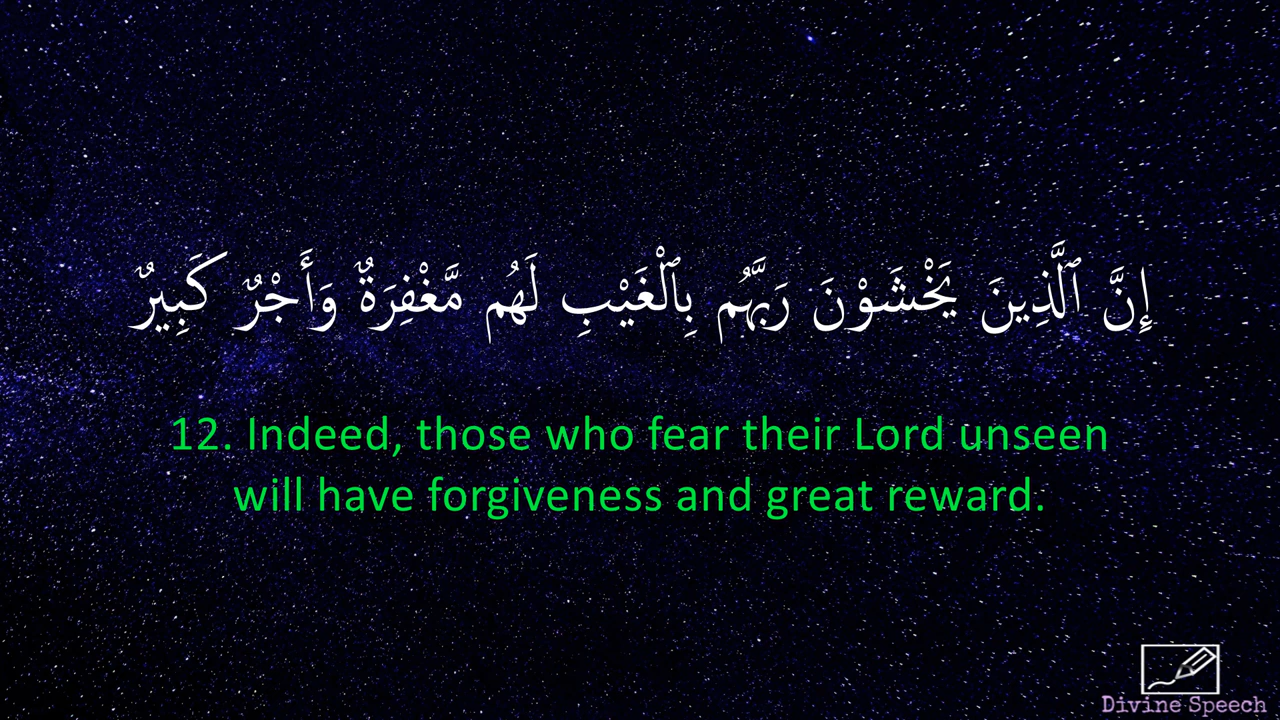 إِنَّ ٱلَّذِينَ يَخْشَوْنَ رَبَّهُم بِٱلْغَيْبِ لَهُم مَّغْفِرَةٌ وَأَجْرٌ كَبِيرٌ
12. Indeed, those who fear their Lord unseen
will have forgiveness and great reward.
Divine Speech